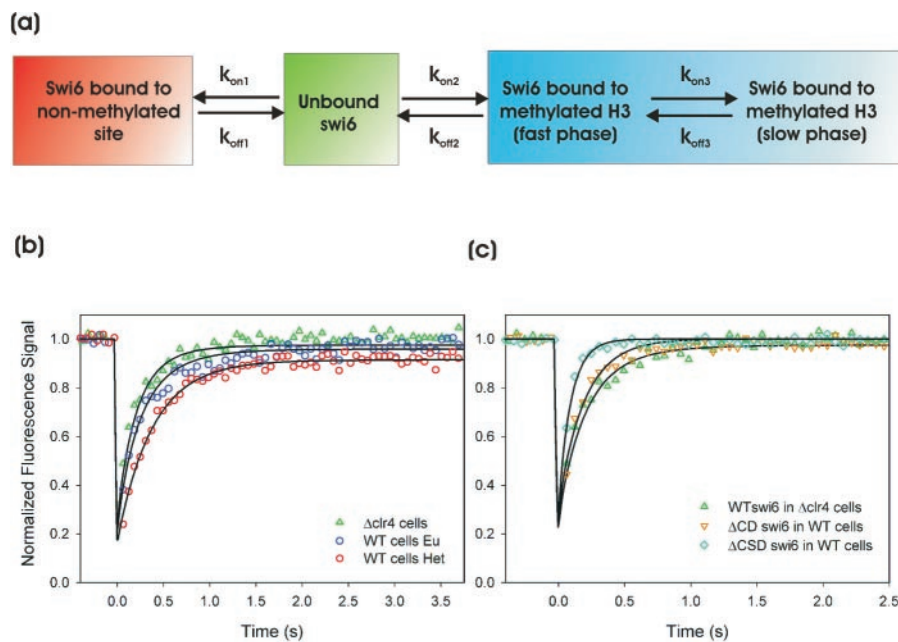 (a)
Swi6 bound to
non-methylated
site
kon1
koff1
Unbound
swi6
kon2
koff2
Swi6 bound to
methylated H3
(fast phase)
kon3
koff3
Swi6 bound to
methylated H3
(slow phase)
(b)
Normalized Fluorescence Signal
1.0
0.8
0.6
0.4
0.2
0.0
Δclr4 cells
WT cells Eu
WT cells Het
0.0 0.5 1.0 1.5 2.0 2.5 3.0 3.5
Time (s)
(c)
1.0
0.8
0.6
0.4
0.2
0.0
WTswi6 in Δclr4 cells
ΔCD swi6 in WT cells
ΔCSD swi6 in WT cells
0.0 0.5 1.0 1.5 2.0 2.5
Time (s)